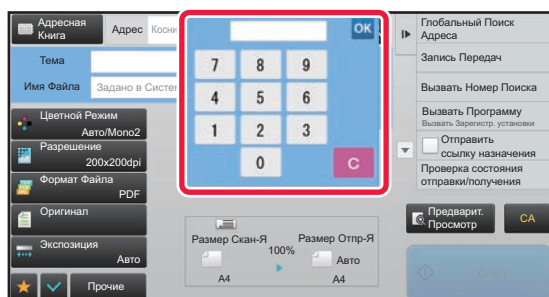 Адресная
Книга
Адрес
Косни
OK
Тема
Имя Файла
Задано в Систем
7 8 9
4 5 6
1 2 3
0 C
Цветной Режим
Авто/Mono2
Разрешение
200x200dpi
Формат Файла
PDF
Оригинал
Экспозиция
Авто
Прочие
Размер Скан-Я
A4
100%
Размер Отпр-Я
Авто
A4
Глобальный Поиск
Адреса
Запись Передач
Вызвать Номер Поиска
Вызвать Программу
Вызвать Зарегистр. установки
Отправить
ссылку назначения
Проверка состояния
отправки/получения
Предварит.
Просмотр
CA
Старт